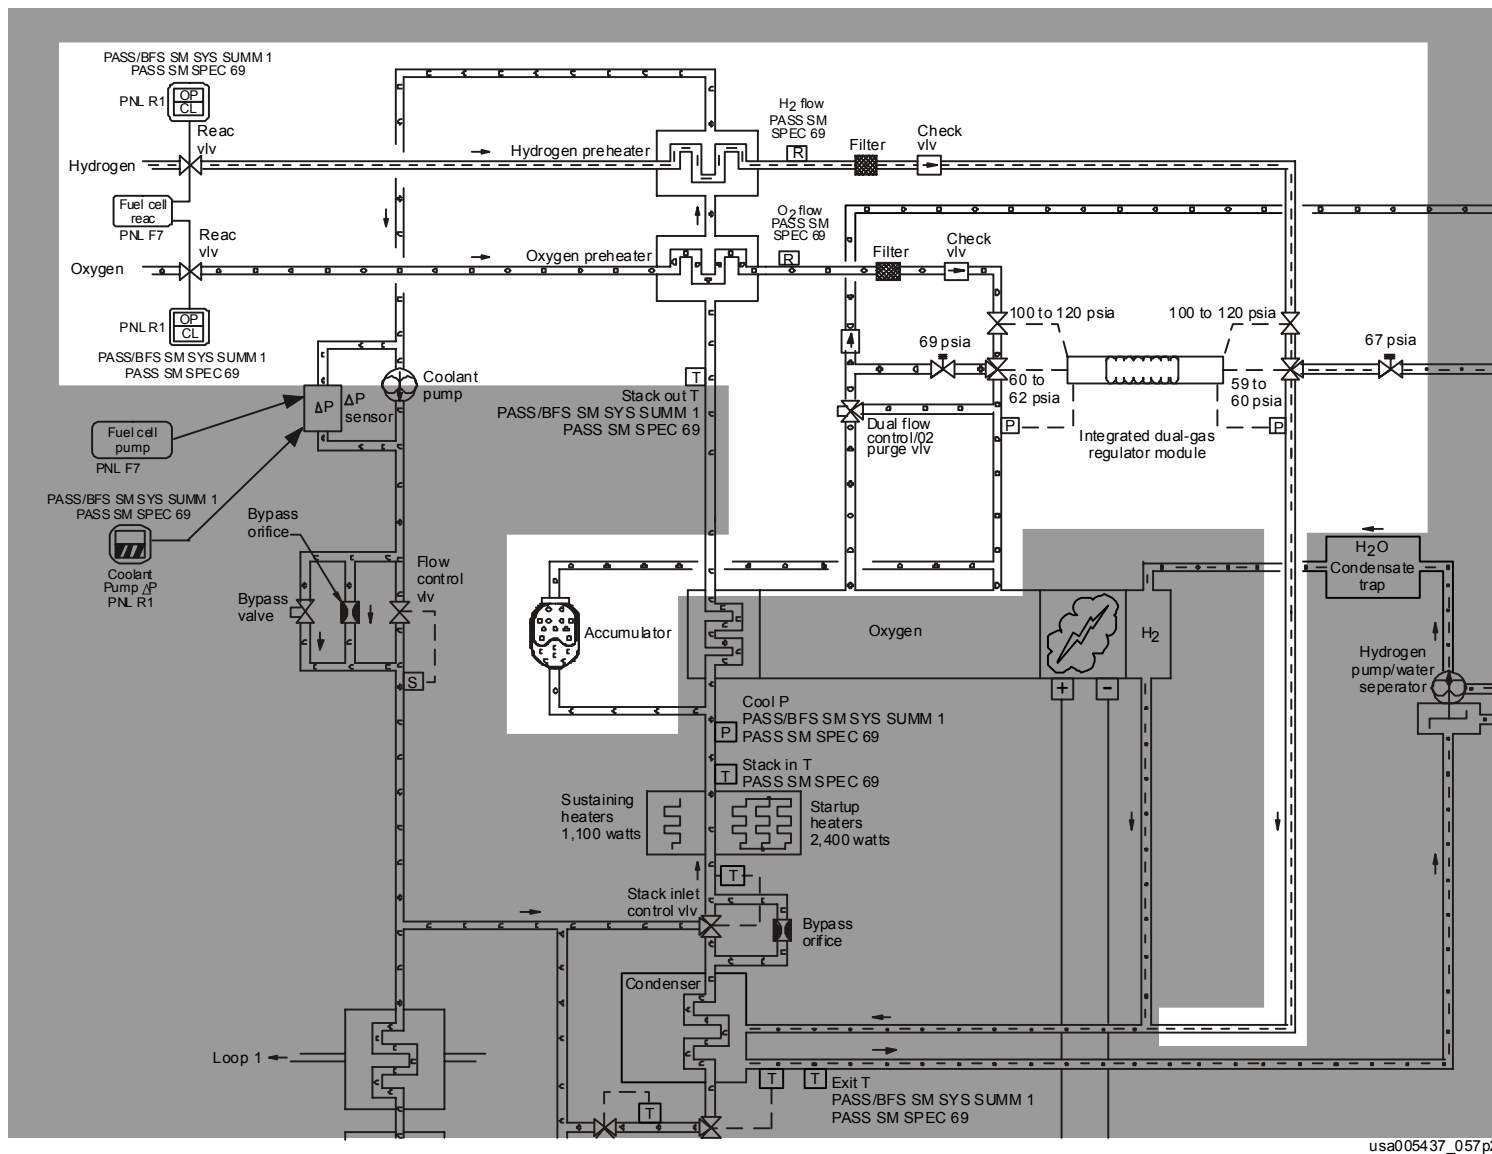 PASS/BFS SM SYS SUMM 1
PASS SM SPEC 69
PNL R1
OP
CL
Reac
vlv
Hydrogen
Hydrogen preheater
H2 flow
PASS SM
SPEC 69
R
Filter
Check
vlv
Fuel cell
reac
PNL F7
Reac
vlv
Oxygen
Oxygen preheater
O2 flow
PASS SM
SPEC 69
R
Filter
Check
vlv
PNL R1
OP
CL
PASS/BFS SM SYS SUMM 1
PASS SM SPEC 69
100 to 120 psia
100 to 120 psia
69 psia
67 psia
60 to
62 psia
59 to
60 psia
P
P
Integrated dual-gas
regulator module
Dual flow
control/02
purge vlv
Coolant
pump
T
Stack out T
PASS/BFS SM SYS SUMM 1
PASS SM SPEC 69
ΔP
ΔP
sensor
Fuel cell
pump
PNL F7
PASS/BFS SM SYS SUMM 1
PASS SM SPEC 69
Coolant
Pump ΔP
PNL R1
Bypass
orifice
Bypass
valve
Flow
control
vlv
S
Accumulator
Oxygen
H2
+
-
H2O
Condensate
trap
Hydrogen
pump/water
seperator
Cool P
PASS/BFS SM SYS SUMM 1
PASS SM SPEC 69
P
Stack in T
PASS SM SPEC 69
T
Sustaining
heaters
1,100 watts
Startup
heaters
2,400 watts
T
Stack inlet
control vlv
Bypass
orifice
Condenser
Loop 1
T
T
Exit T
PASS/BFS SM SYS SUMM 1
PASS SM SPEC 69
T
usa005437_057p2